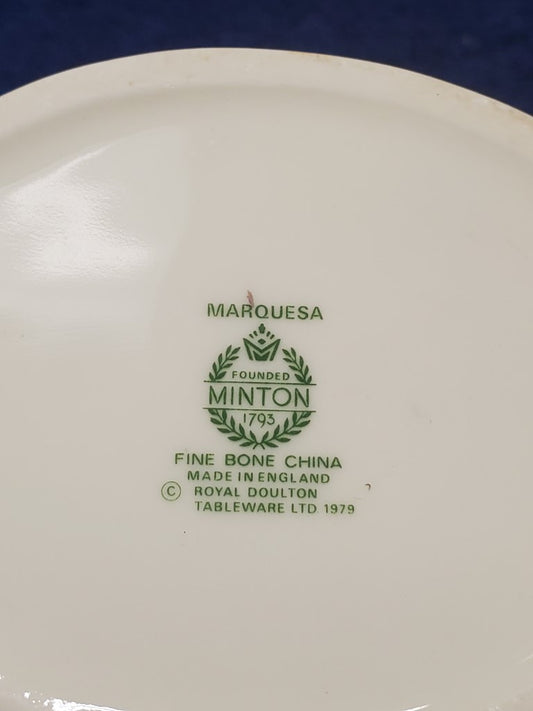 MARQUESA
FOUNDED
MINTON
1793
FINE BONE CHINA
MADE IN ENGLAND
© ROYAL DOULTON
TABLEWARE LTD. 1979